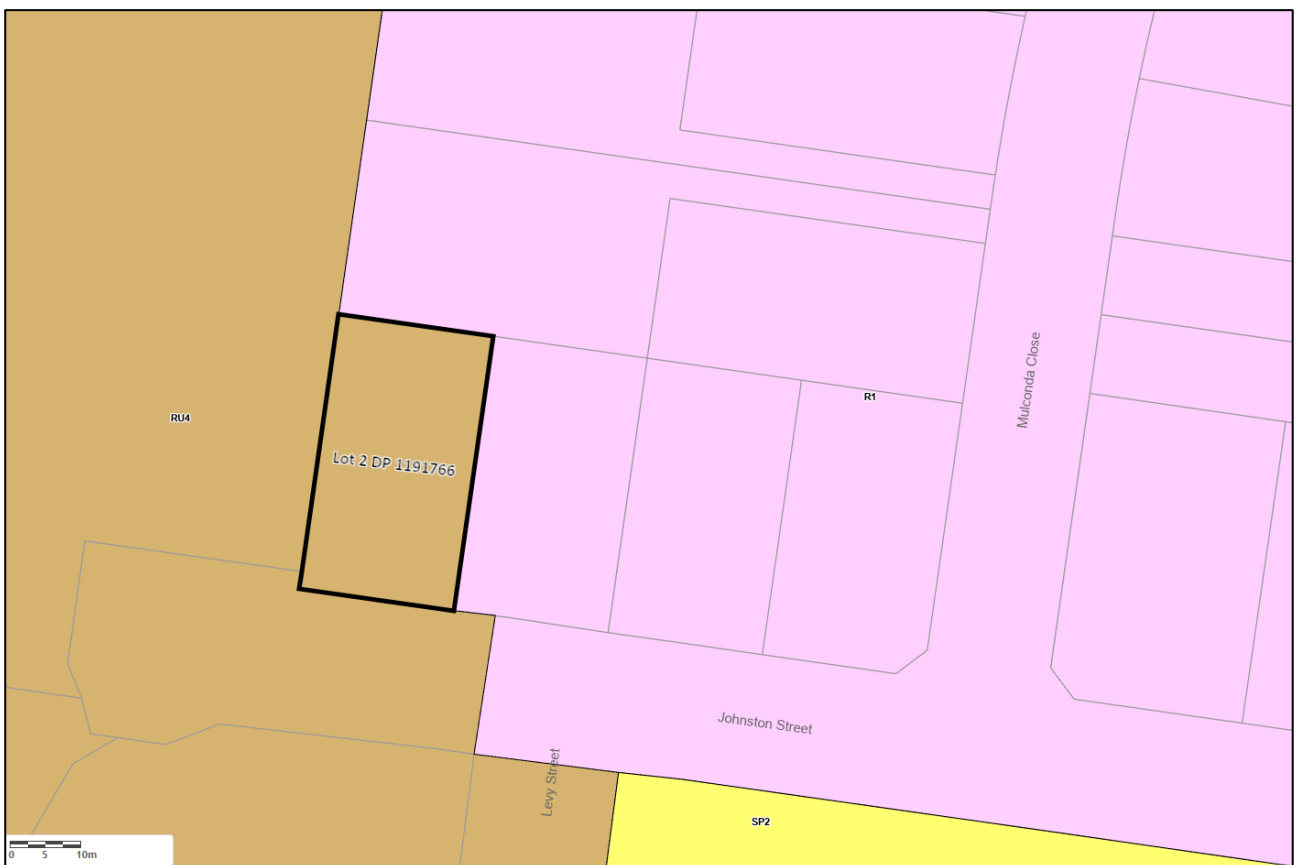 Mulconda Close
R1
RU4
Lot 2 DP 1191766
Johnston Street
Levy Street
SP2
0 5 10m